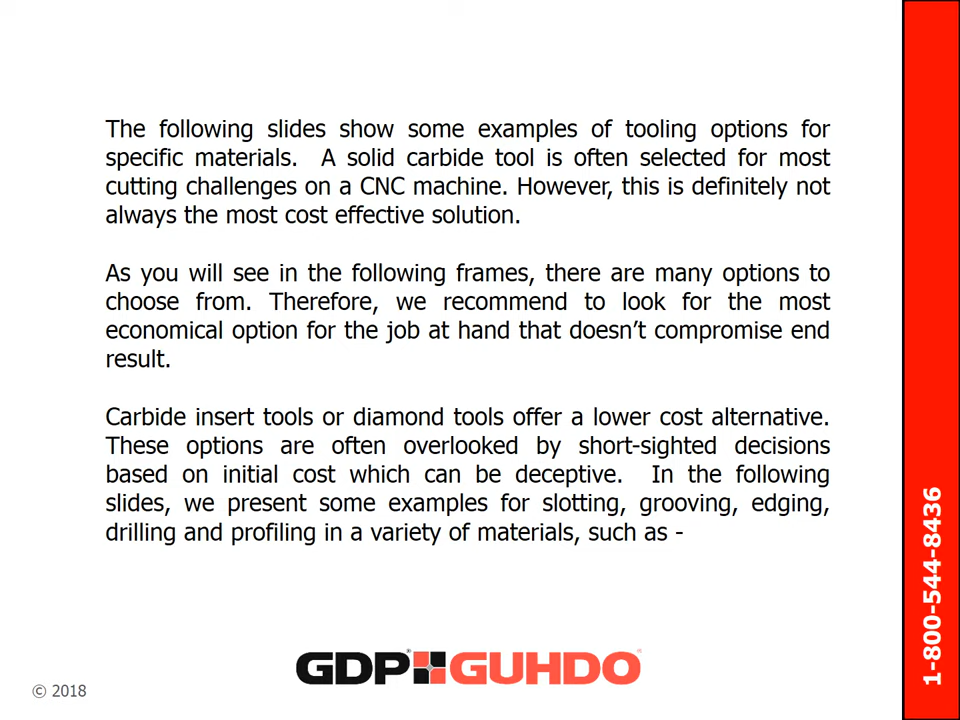 The following slides show some examples of tooling options for
specific materials.  A solid carbide tool is often selected for most
cutting challenges on a CNC machine. However, this is definitely not
always the most cost effective solution.
As you will see in the following frames, there are many options to
choose from. Therefore, we recommend to look for the most
economical option for the job at hand that doesn’t compromise end
result.
Carbide insert tools or diamond tools offer a lower cost alternative.
These options are often overlooked by short-sighted decisions
based on initial cost which can be deceptive.  In the following
slides, we present some examples for slotting, grooving, edging,
drilling and profiling in a variety of materials, such as -
1-800-544-8436
GDP® GUHDO®
© 2018